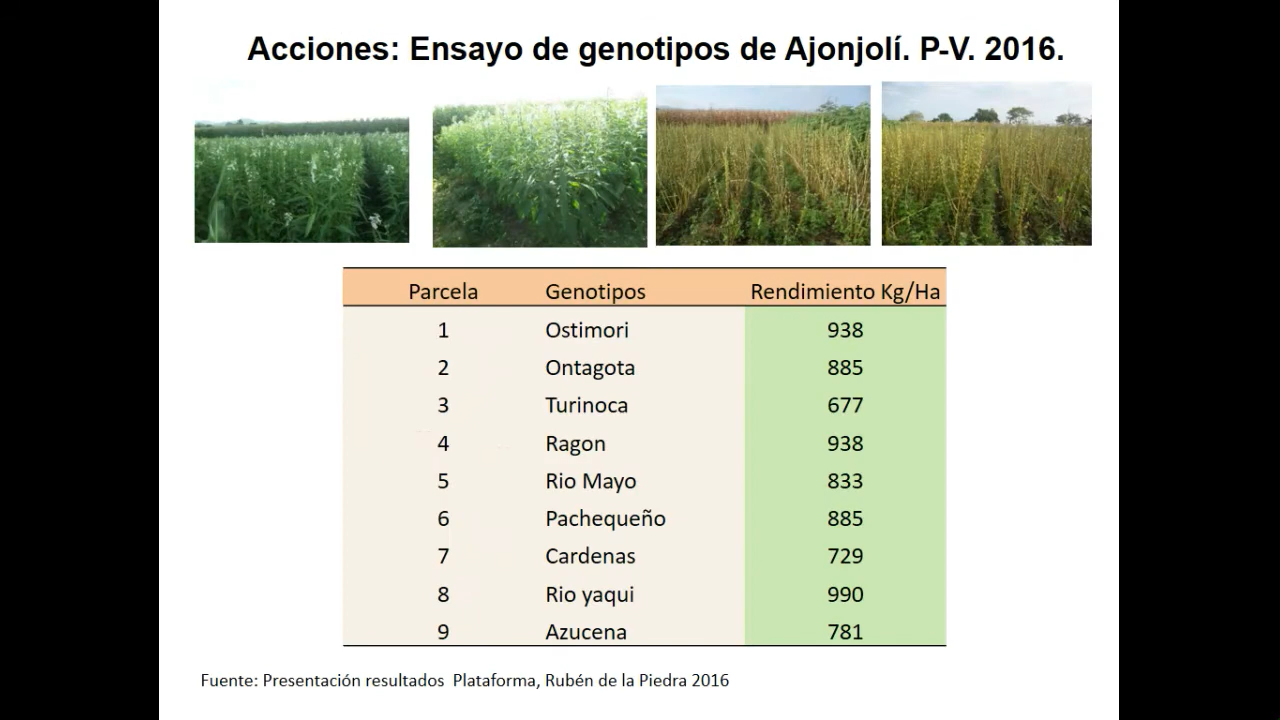 Acciones: Ensayo de genotipos de Ajonjolí. P-V. 2016.
Parcela Genotipos Rendimiento Kg/Ha
1 Ostimori 938
2 Ontagota 885
3 Turinoca 677
4 Ragon 938
5 Rio Mayo 833
6 Pachequeño 885
7 Cardenas 729
8 Rio yaqui 990
9 Azucena 781
Fuente: Presentación resultados Plataforma, Rubén de la Piedra 2016